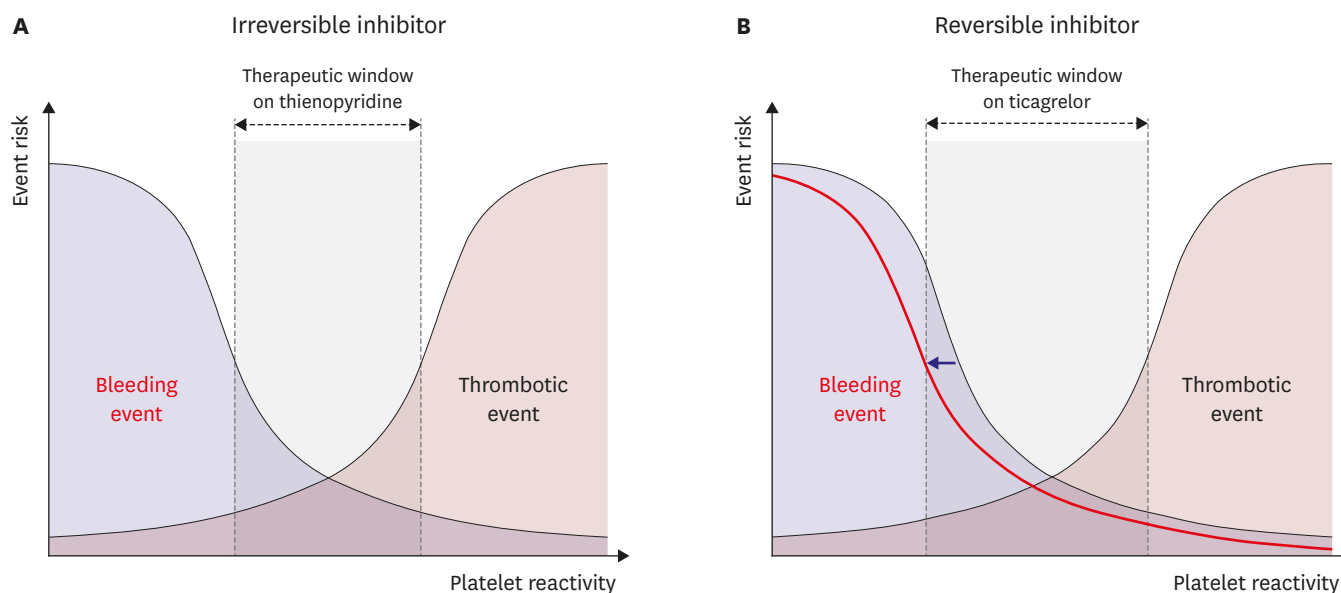 A
Irreversible inhibitor
Therapeutic window
on thienopyridine
Event risk
Bleeding
event
Thrombotic
event
Platelet reactivity
B
Reversible inhibitor
Therapeutic window
on ticagrelor
Event risk
Bleeding
event
Thrombotic
event
Platelet reactivity